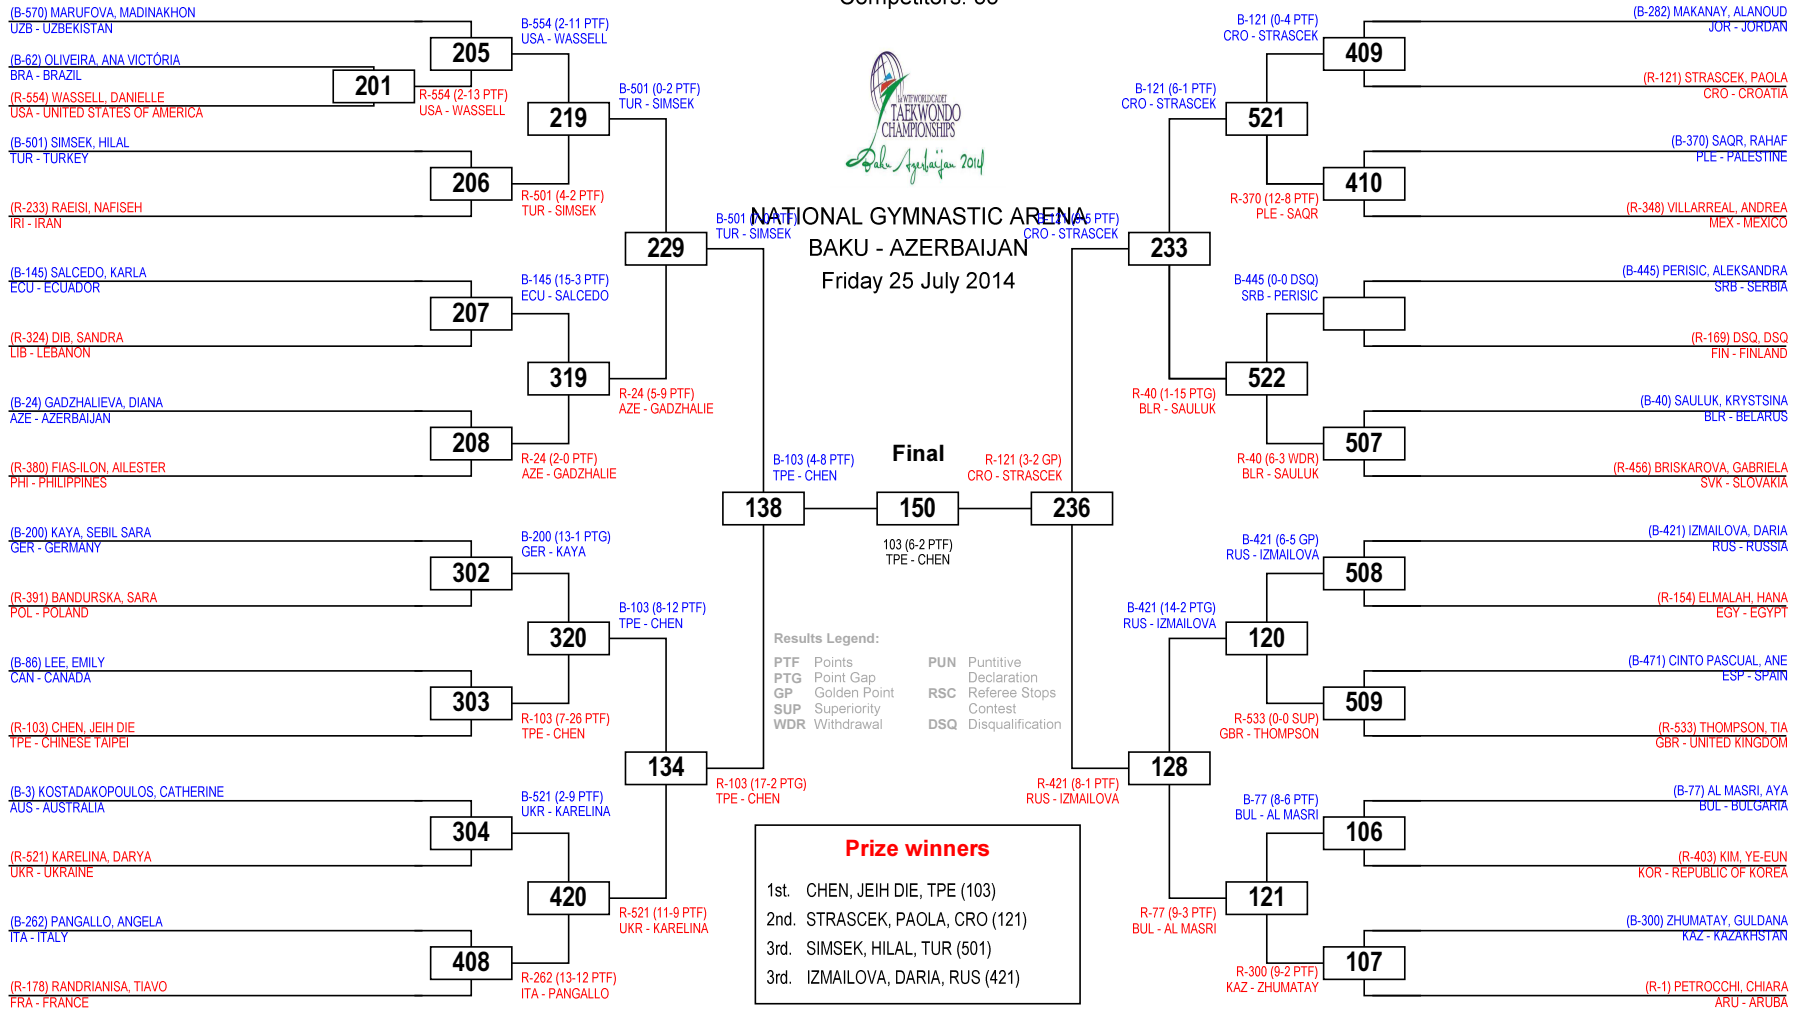 (B-570) MARUFOVA, MADINAKHON
UZB - UZBEKISTAN
(B-62) OLIVEIRA, ANA VICTÓRIA
BRA - BRAZIL
(R-554) WASSELL, DANIELLE
USA - UNITED STATES OF AMERICA
(B-501) SIMSEK, HILAL
TUR - TURKEY
(R-233) RAEISI, NAFISEH
IRI - IRAN
(B-145) SALCEDO, KARLA
ECU - ECUADOR
(R-324) DIB, SANDRA
LIB - LEBANON
(B-24) GADZHALIEVA, DIANA
AZE - AZERBAIJAN
(R-380) FIAS-ILON, AILESTER
PHI - PHILIPPINES
(B-200) KAYA, SEBIL SARA
GER - GERMANY
(R-391) BANDURSKA, SARA
POL - POLAND
(B-86) LEE, EMILY
CAN - CANADA
(R-103) CHEN, JEIH DIE
TPE - CHINESE TAIPEI
(B-3) KOSTADAKOPOULOS, CATHERINE
AUS - AUSTRALIA
(R-521) KARELINA, DARYA
UKR - UKRAINE
(B-262) PANGALLO, ANGELA
ITA - ITALY
(R-178) RANDRIANISA, TIAVO
FRA - FRANCE
201
R-554 (2-13 PTF)
USA - WASSELL
205
206
207
208
302
303
304
408
B-554 (2-11 PTF)
USA - WASSELL
R-501 (4-2 PTF)
TUR - SIMSEK
B-145 (15-3 PTF)
ECU - SALCEDO
R-24 (2-0 PTF)
AZE - GADZHALIE
B-200 (13-1 PTG)
GER - KAYA
R-103 (7-26 PTF)
TPE - CHEN
B-521 (2-9 PTF)
UKR - KARELINA
R-262 (13-12 PTF)
ITA - PANGALLO
219
319
320
420
B-501 (0-2 PTF)
TUR - SIMSEK
R-24 (5-9 PTF)
AZE - GADZHALIE
B-103 (8-12 PTF)
TPE - CHEN
R-521 (11-9 PTF)
UKR - KARELINA
229
134
B-501 (7-0 PTF)
TUR - SIMSEK
R-103 (17-2 PTG)
TPE - CHEN
138
B-103 (4-8 PTF)
TPE - CHEN
TAEKWONDO
CHAMPIONSHIPS
Baku Azerbaijan 2014
NATIONAL GYMNASTIC ARENA
BAKU - AZERBAIJAN
Friday 25 July 2014
Final
150
103 (6-2 PTF)
TPE - CHEN
Results Legend:
PTF Points
PTG Point Gap
GP Golden Point
SUP Superiority
WDR Withdrawal
PUN Puntitive
Declaration
RSC Referee Stops
Contest
DSQ Disqualification
Prize winners
1st. CHEN, JEIH DIE, TPE (103)
2nd. STRASCEK, PAOLA, CRO (121)
3rd. SIMSEK, HILAL, TUR (501)
3rd. IZMAILOVA, DARIA, RUS (421)
R-121 (3-2 GP)
CRO - STRASCEK
236
PTF)
CRO - STRASCEK
R-421 (8-1 PTF)
RUS - IZMAILOVA
233
128
B-121 (6-1 PTF)
CRO - STRASCEK
R-40 (1-15 PTG)
BLR - SAULUK
B-421 (14-2 PTG)
RUS - IZMAILOVA
R-77 (9-3 PTF)
BUL - AL MASRI
521
522
120
121
B-121 (0-4 PTF)
CRO - STRASCEK
R-370 (12-8 PTF)
PLE - SAQR
B-445 (0-0 DSQ)
SRB - PERISIC
R-40 (6-3 WDR)
BLR - SAULUK
B-421 (6-5 GP)
RUS - IZMAILOVA
R-533 (0-0 SUP)
GBR - THOMPSON
B-77 (8-6 PTF)
BUL - AL MASRI
R-300 (9-2 PTF)
KAZ - ZHUMATAY
409
410
507
508
509
106
107
(B-282) MAKANAY, ALANOUD
JOR - JORDAN
(R-121) STRASCEK, PAOLA
CRO - CROATIA
(B-370) SAQR, RAHAF
PLE - PALESTINE
(R-348) VILLARREAL, ANDREA
MEX - MEXICO
(B-445) PERISIC, ALEKSANDRA
SRB - SERBIA
(R-169) DSQ, DSQ
FIN - FINLAND
(B-40) SAULUK, KRYSTSINA
BLR - BELARUS
(R-456) BRISKAROVA, GABRIELA
SVK - SLOVAKIA
(B-421) IZMAILOVA, DARIA
RUS - RUSSIA
(R-154) ELMALAH, HANA
EGY - EGYPT
(B-471) CINTO PASCUAL, ANE
ESP - SPAIN
(R-533) THOMPSON, TIA
GBR - UNITED KINGDOM
(B-77) AL MASRI, AYA
BUL - BULGARIA
(R-403) KIM, YE-EUN
KOR - REPUBLIC OF KOREA
(B-300) ZHUMATAY, GULDANA
KAZ - KAZAKHSTAN
(R-1) PETROCCHI, CHIARA
ARU - ARUBA